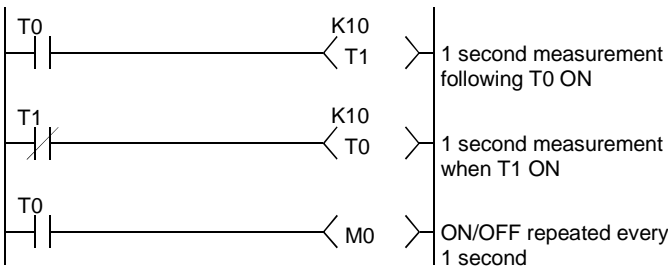 T0
K10
T1
1 second measurement
following T0 ON
T1
K10
T0
1 second measurement
when T1 ON
T0
M0
ON/OFF repeated every
1 second